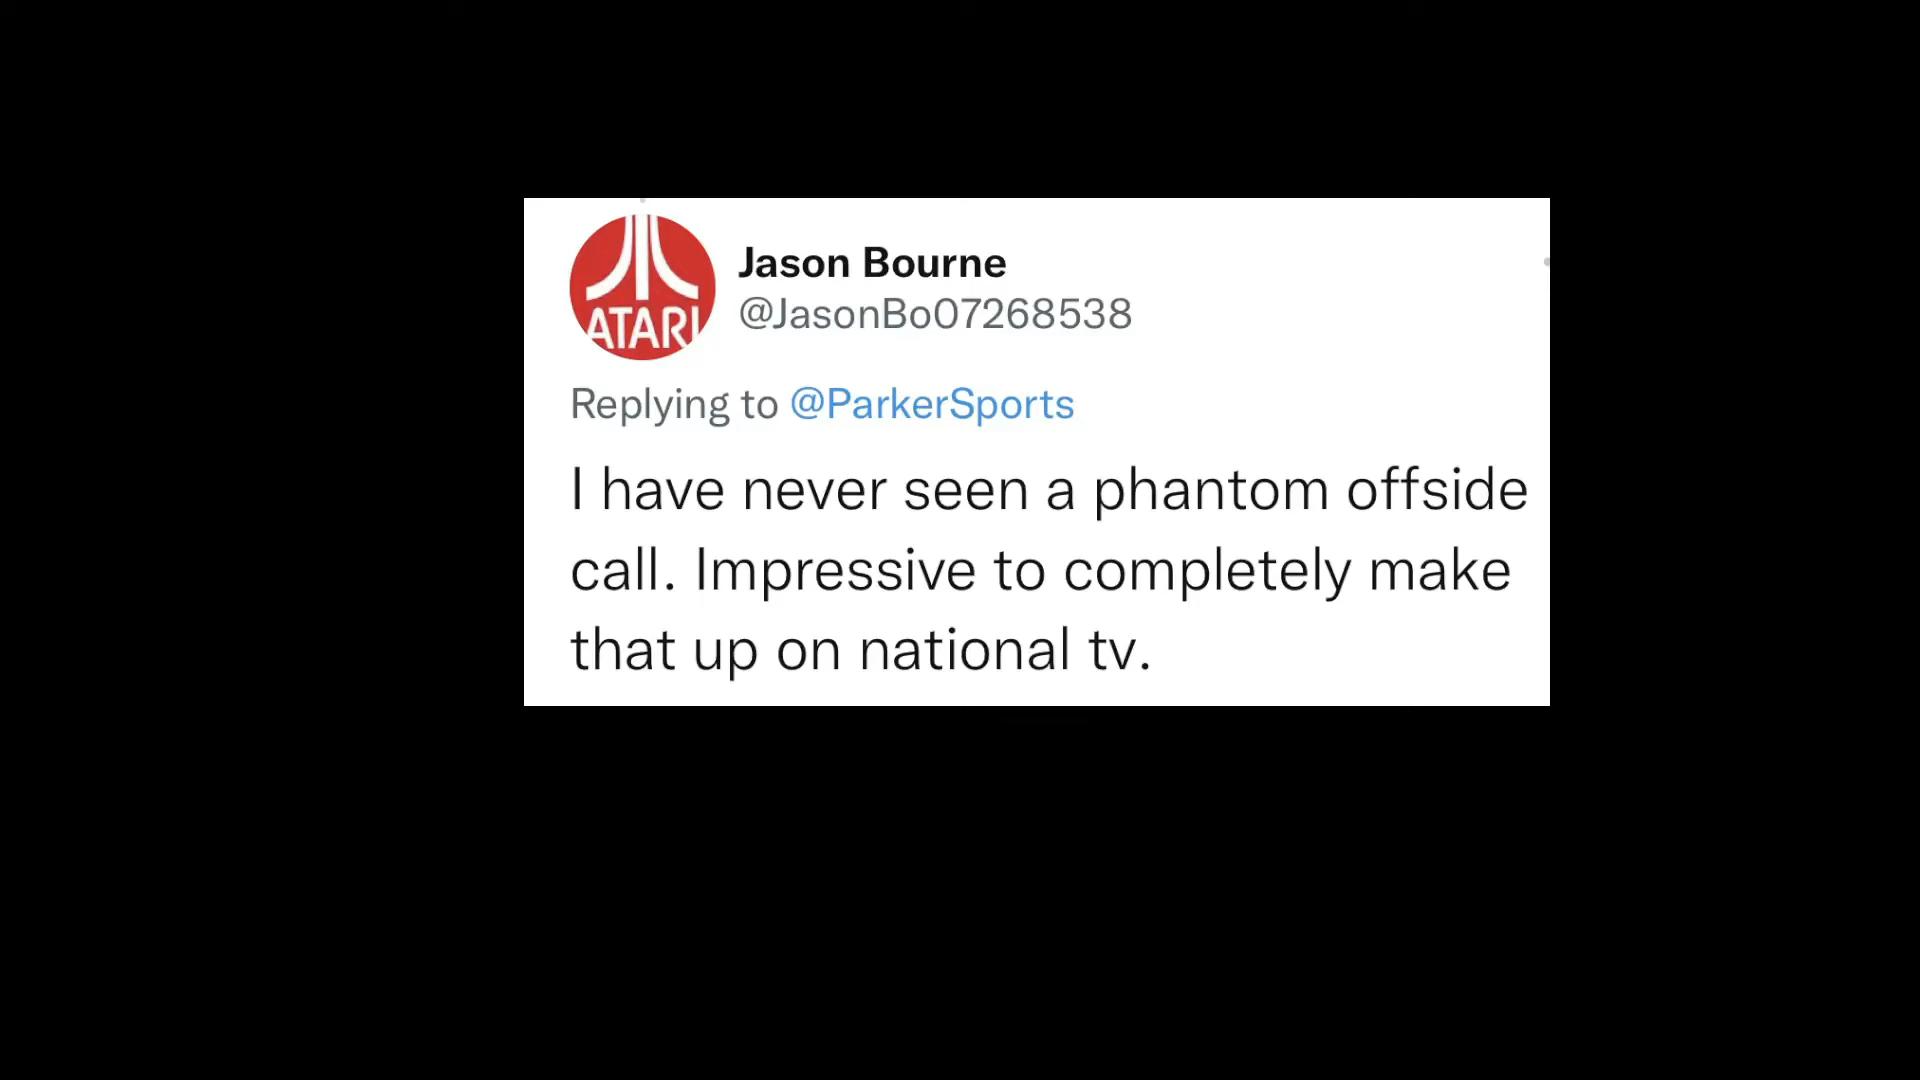 ATARI
Jason Bourne
@JasonBo07268538
Replying to @ParkerSports
I have never seen a phantom offside
call. Impressive to completely make
that up on national tv.